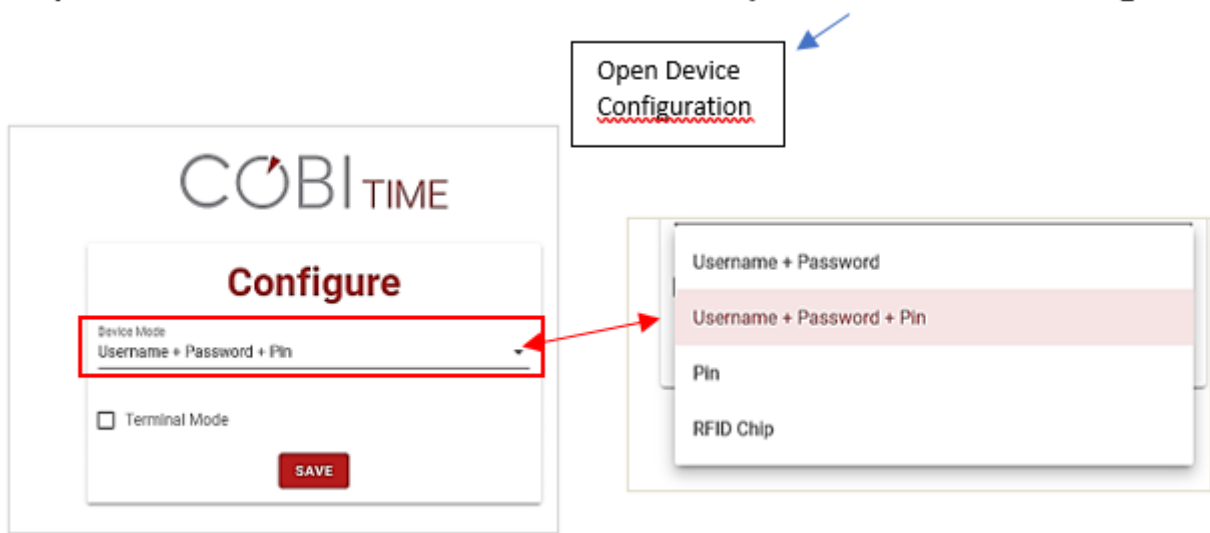 Open Device
Configuration
COBI TIME
Configure
Device Mode
Username + Password + Pin
Terminal Mode
SAVE
Username + Password
Username + Password + Pin
Pin
RFID Chip